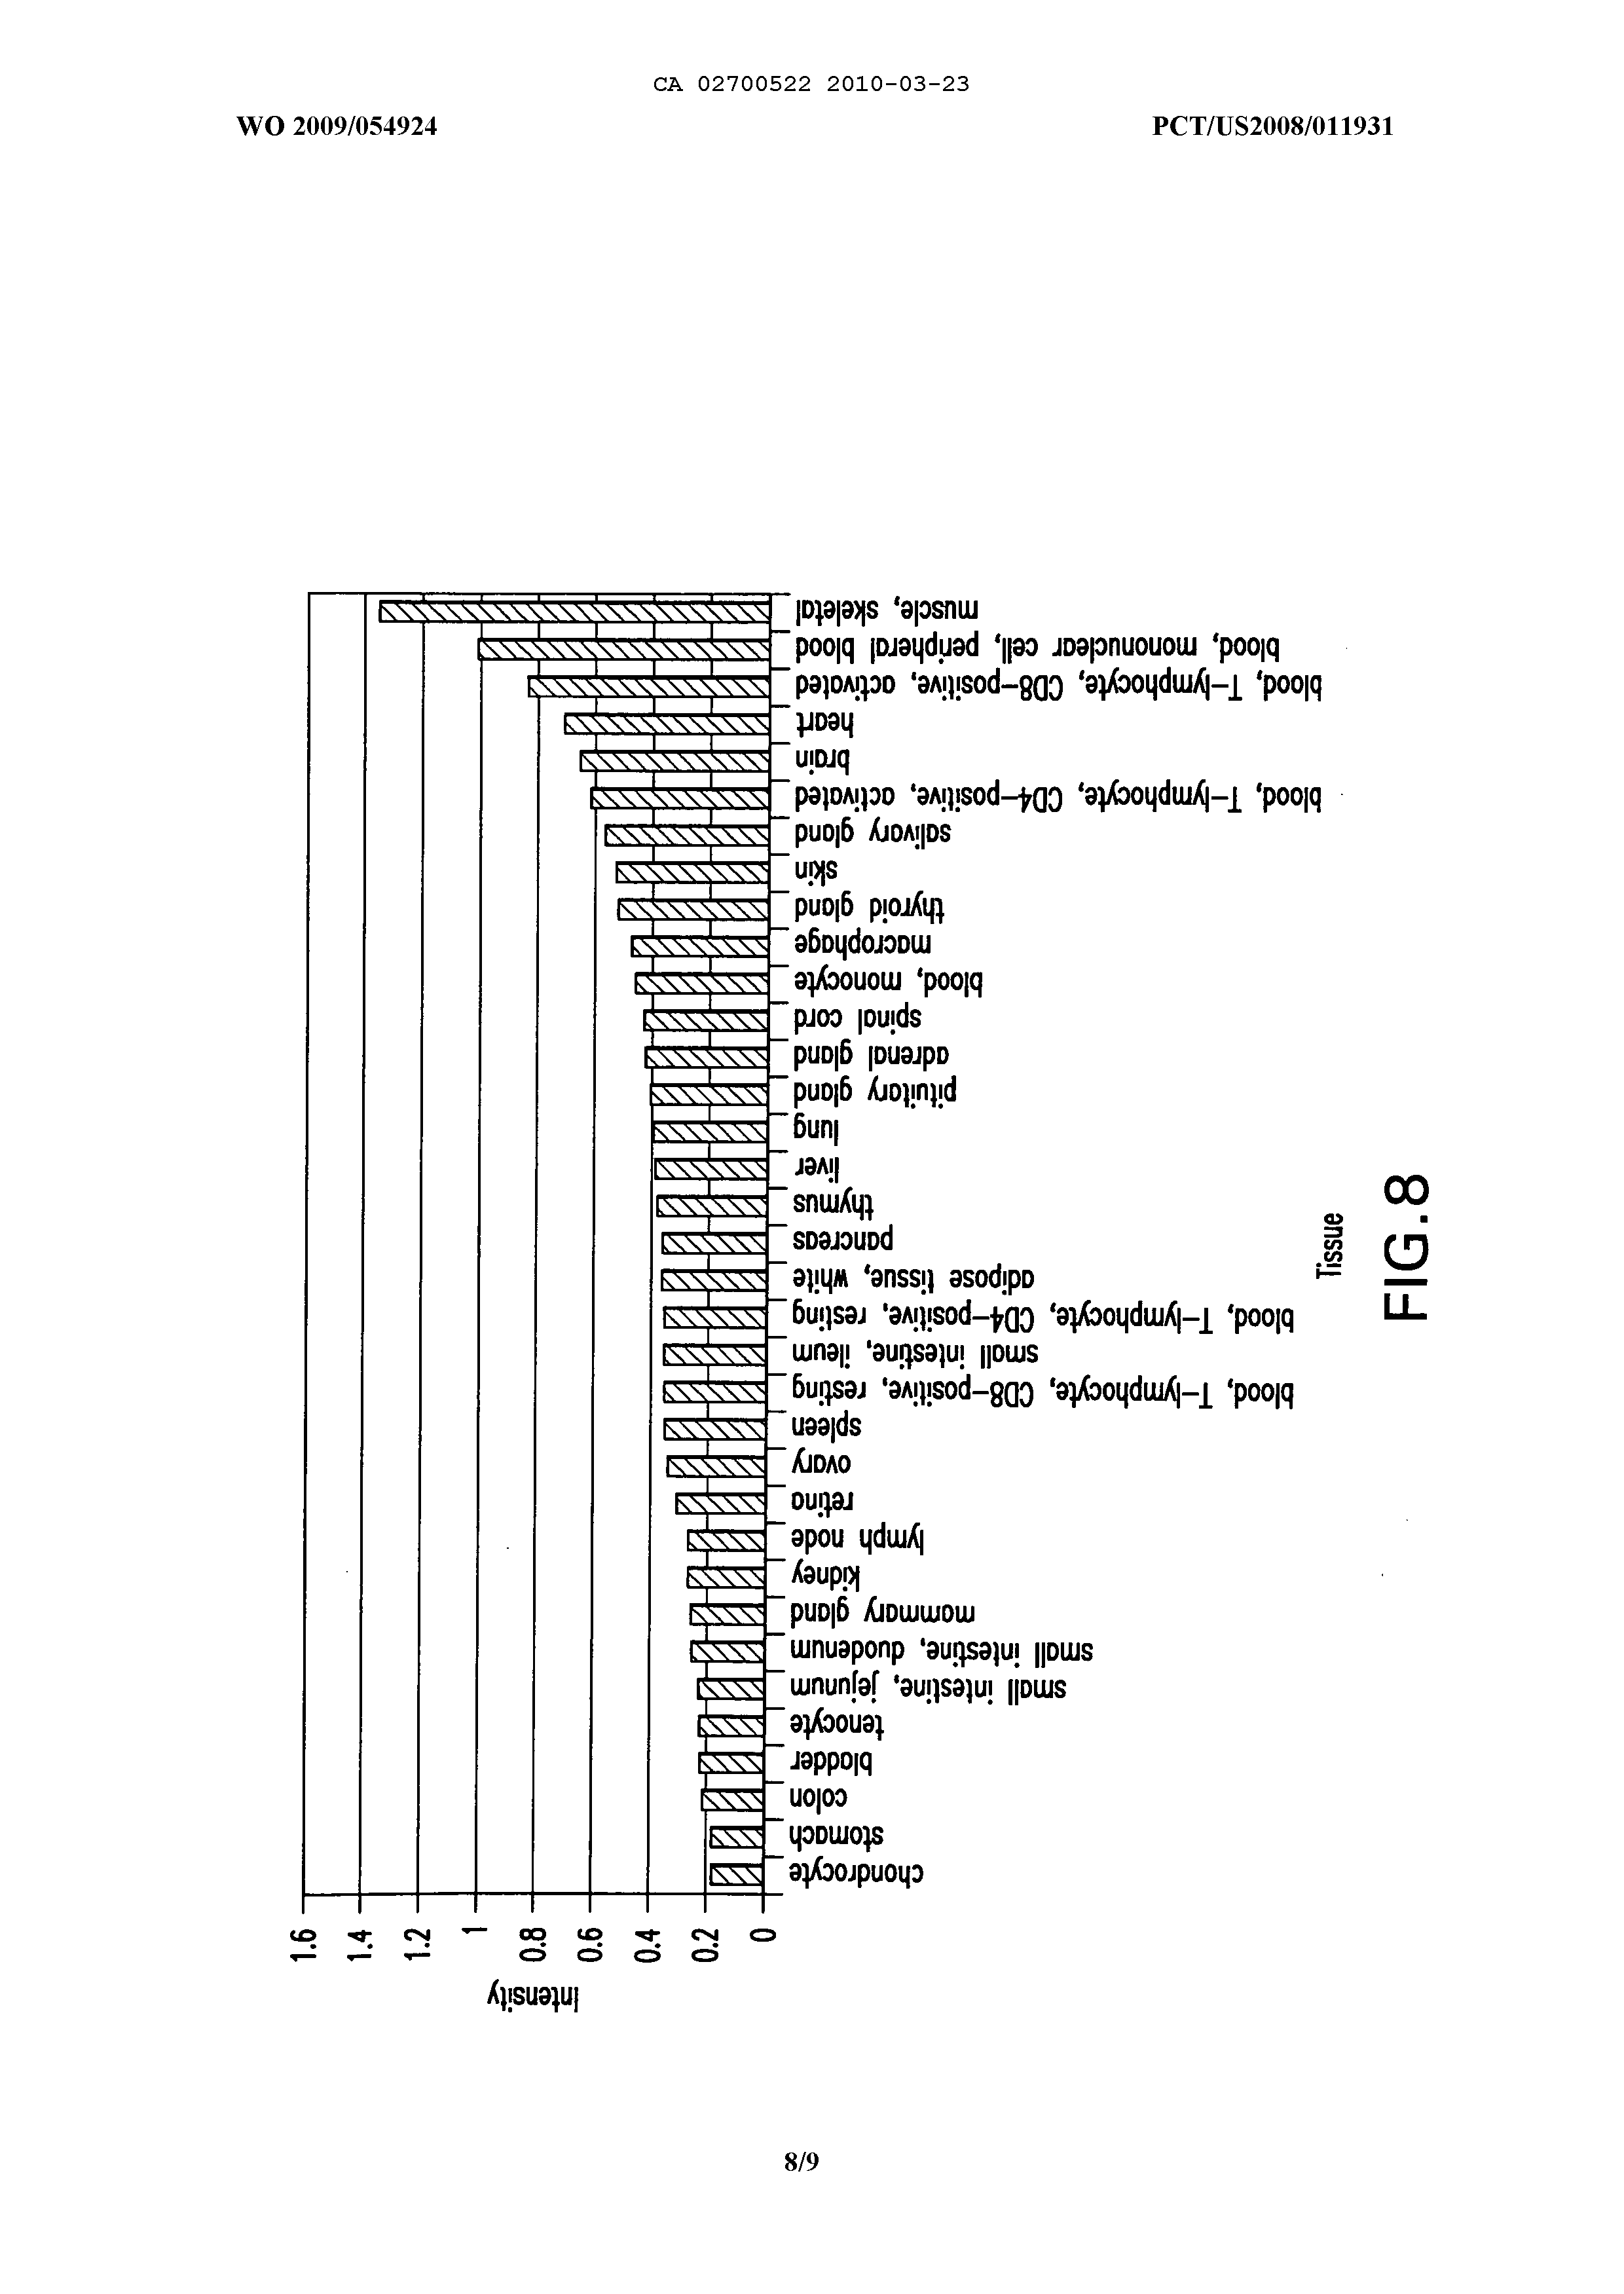 CA 02700522 2010-03-23
WO 2009/054924
PCT/US2008/011931
Intensity
1.6
1.4
1.2
1
0.8
0.6
0.4
0.2
0
muscle, skeletal
blood, mononuclear cell, peripheral blood
blood, T-lymphocyte, CD8-positive, activated
heart
brain
blood, T-lymphocyte, CD4-positive, activated
salivary gland
skin
thyroid gland
macrophage
blood, monocyte
spinal cord
adrenal gland
pituitary gland
lung
liver
thymus
pancreas
adipose tissue, white
blood, T-lymphocyte, CD4-positive, resting
small intestine, ileum
blood, T-lymphocyte, CD8-positive, resting
spleen
ovary
retina
lymph node
kidney
mammary gland
small intestine, duodenum
small intestine, jejunum
tenocyte
bladder
colon
stomach
chondrocyte
Tissue
FIG.8
8/9